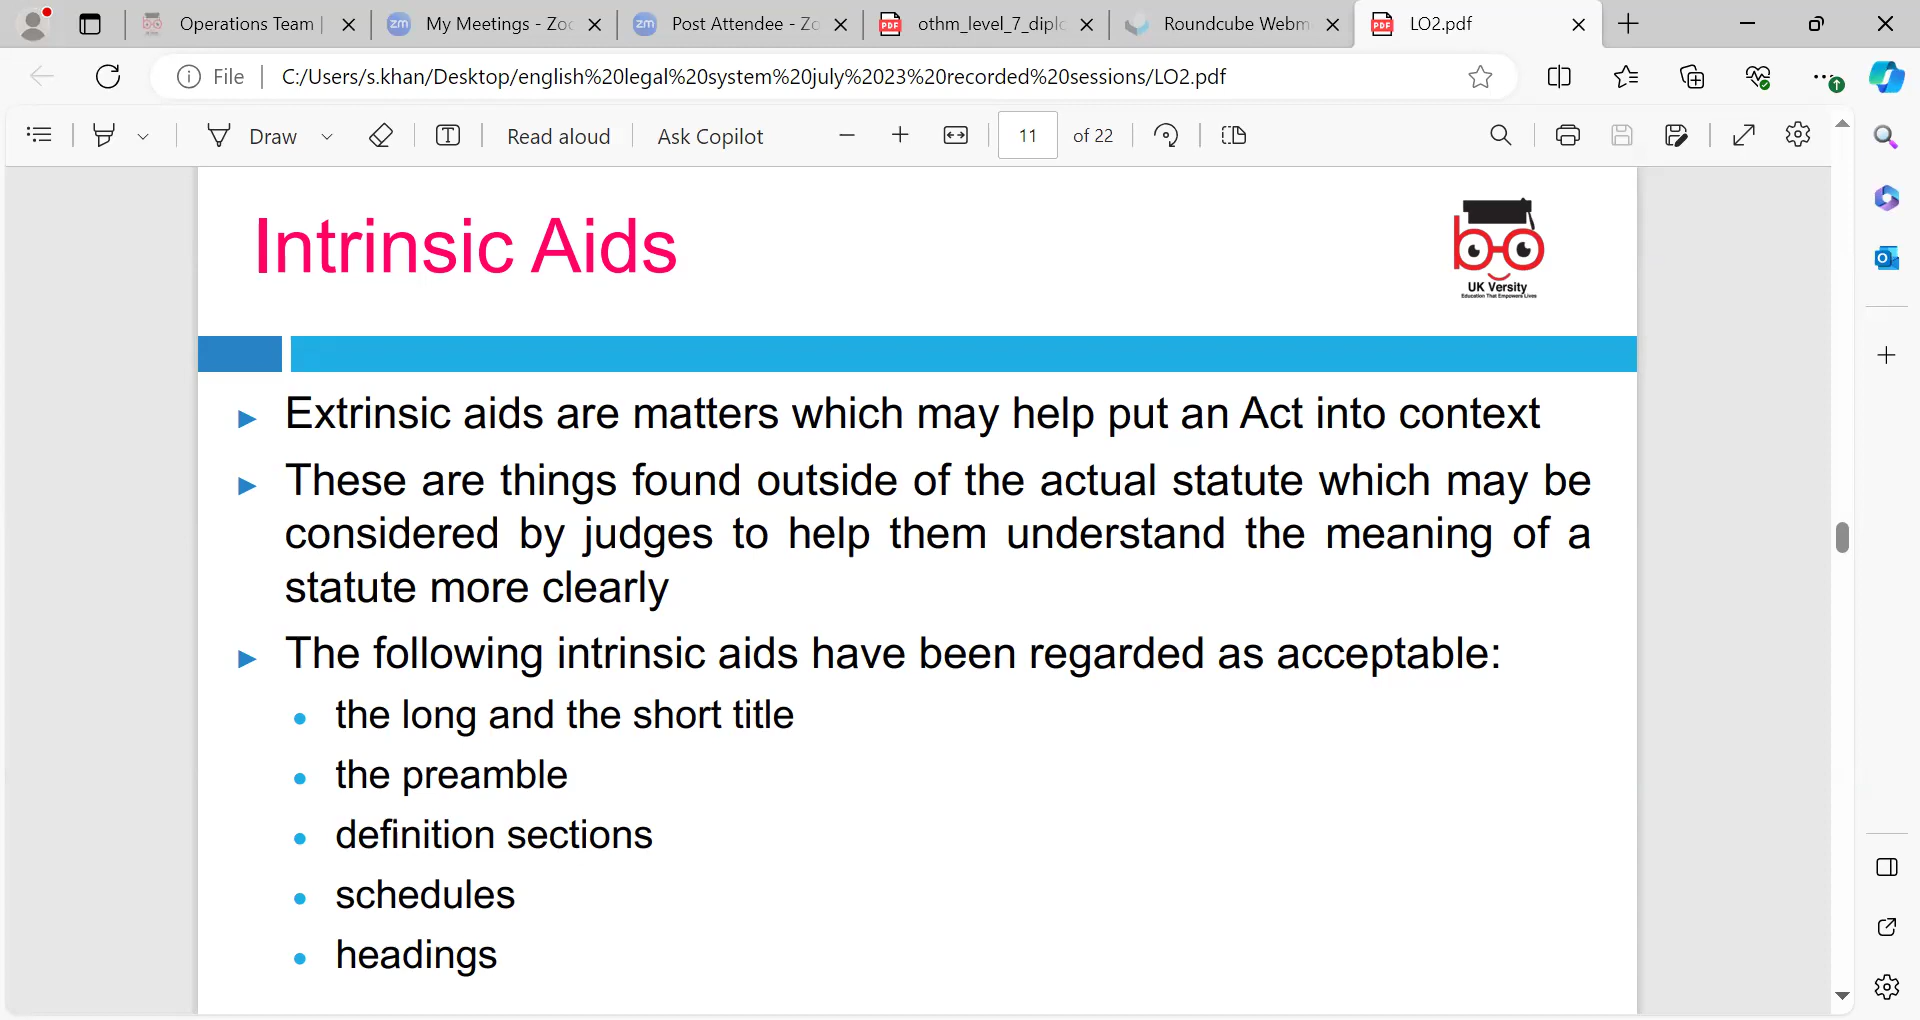 Operations Team |
My Meetings - Zoo
Post Attendee - Zo
othm_level_7_diplo
Roundcube Webm
LO2.pdf
File
C:/Users/s.khan/Desktop/english%20legal%20system%20july%2023%20recorded%20sessions/LO2.pdf
Draw
Read aloud
Ask Copilot
11
of 22
Intrinsic Aids
UK Versity
Education That Empowers Lives
Extrinsic aids are matters which may help put an Act into context
These are things found outside of the actual statute which may be
considered by judges to help them understand the meaning of a
statute more clearly
The following intrinsic aids have been regarded as acceptable:
the long and the short title
the preamble
definition sections
schedules
headings